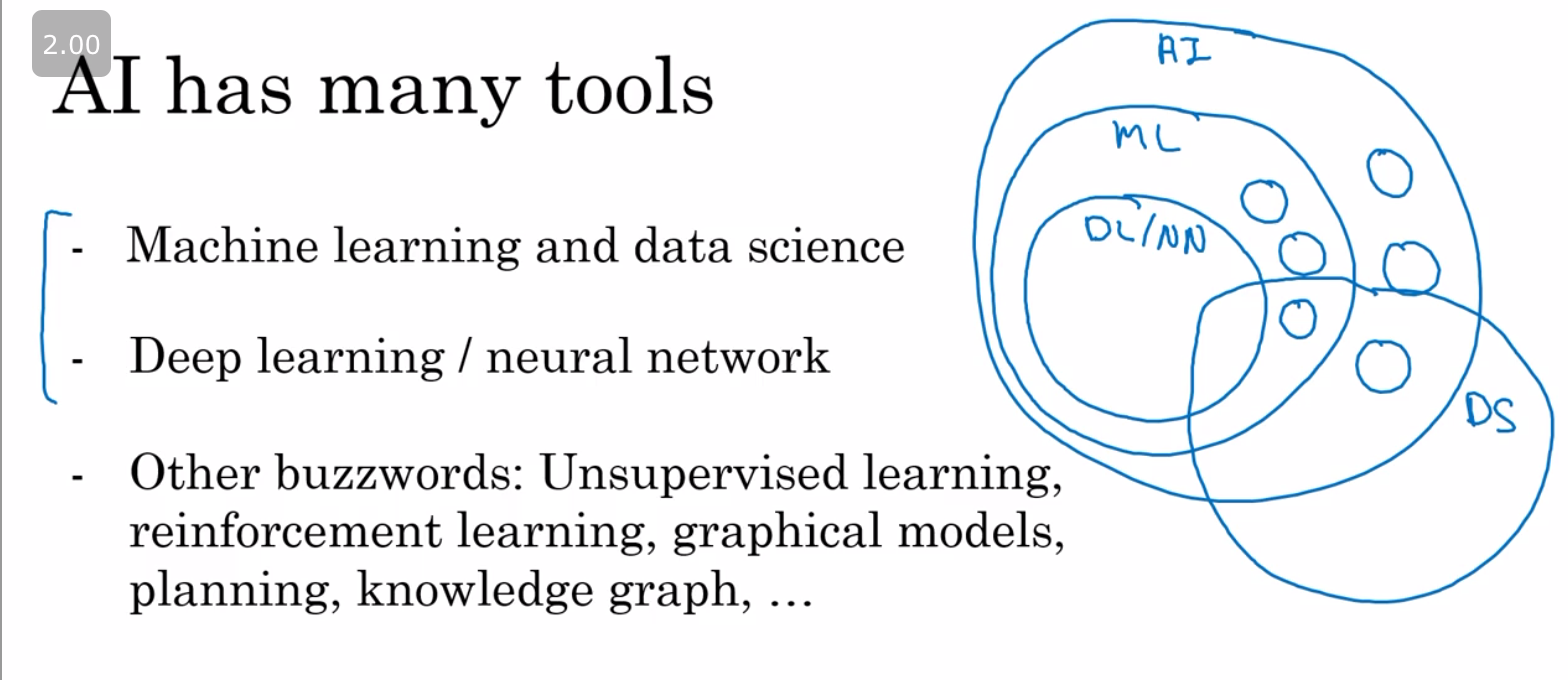 2.00
AI has many tools
- Machine learning and data science
- Deep learning / neural network
- Other buzzwords: Unsupervised learning,
reinforcement learning, graphical models,
planning, knowledge graph, …
AI
ML
DL/NN
DS